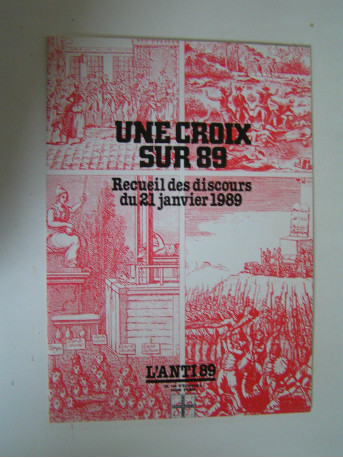 UNE CROIX
SUR 89
Recueil des discours
du 21 janvier 1989
L'ANTI 89